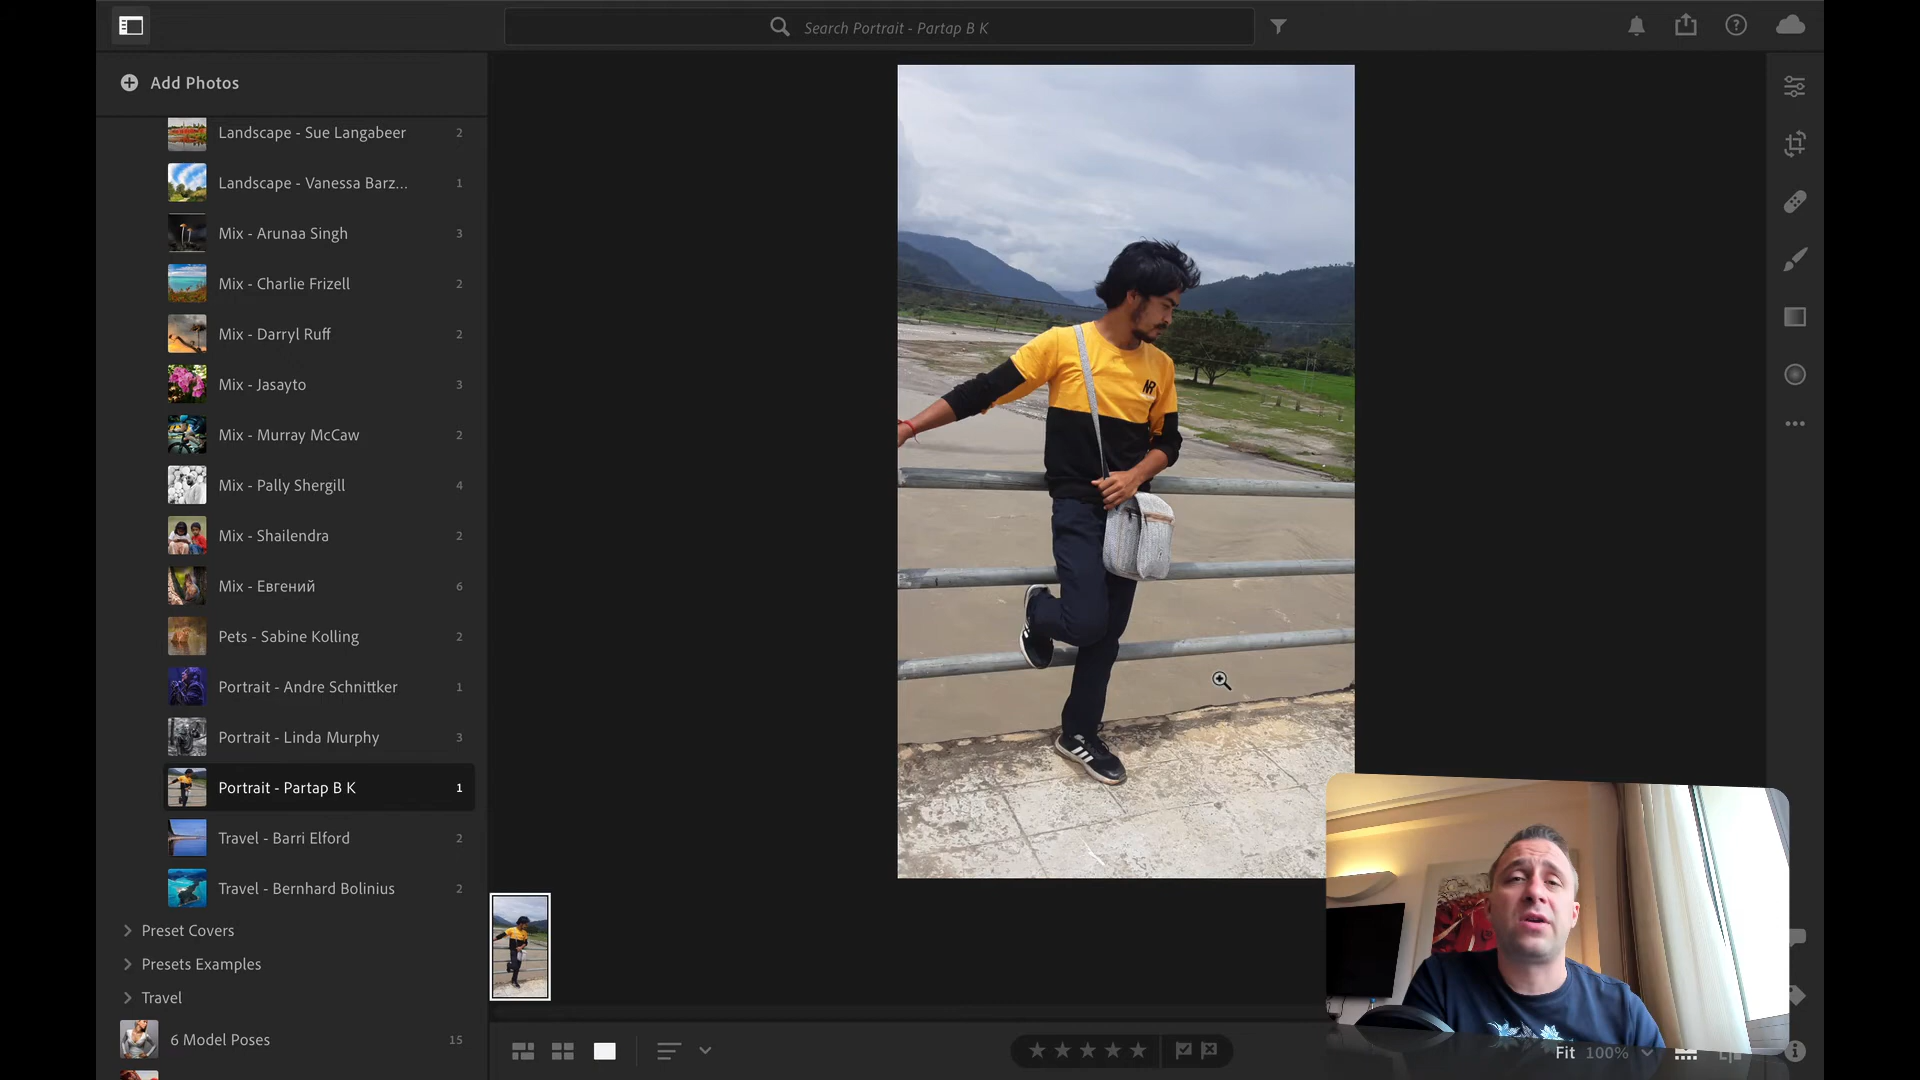 Search Portrait - Partap B K
Add Photos
Landscape - Sue Langabeer 2
Landscape - Vanessa Barz... 1
Mix - Arunaa Singh 3
Mix - Charlie Frizell 2
Mix - Darryl Ruff 2
Mix - Jasayto 3
Mix - Murray McCaw 2
Mix - Pally Shergill 4
Mix - Shailendra 2
Mix - Евгений 6
Pets - Sabine Kolling 2
Portrait - Andre Schnittker 1
Portrait - Linda Murphy 3
Portrait - Partap B K 1
Travel - Barri Elford 2
Travel - Bernhard Bolinius 2
Preset Covers
Presets Examples
Travel
6 Model Poses 15
NR
Fit 100%